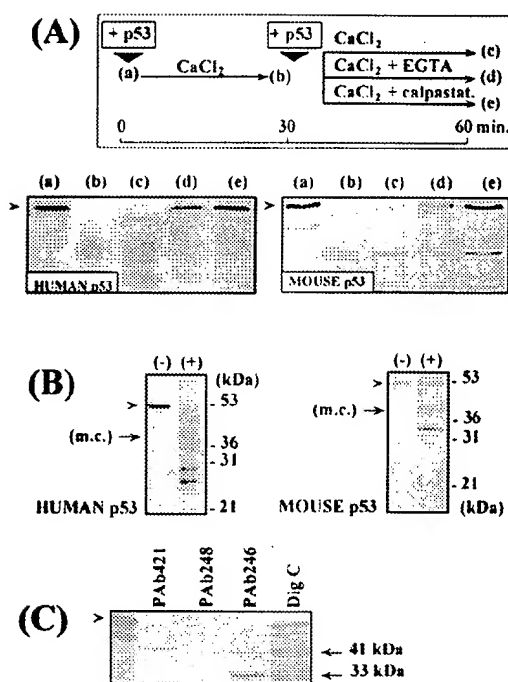 (A)
+ p53
+ p53
CaCl₂
(c)
(a)
CaCl₂
(b)
CaCl₂ + EGTA
(d)
CaCl₂ + calpastat.
(e)
0
30
60 min.
(a) (b) (c) (d) (e)
HUMAN p53
(a) (b) (c) (d) (e)
MOUSE p53
(B)
(-) (+) (kDa)
53
(m.c.)
36
31
21
HUMAN p53
(-) (+)
53
(m.c.)
36
31
21
MOUSE p53 (kDa)
(C)
PAb421
PAb248
PAb246
Dig C
41 kDa
33 kDa